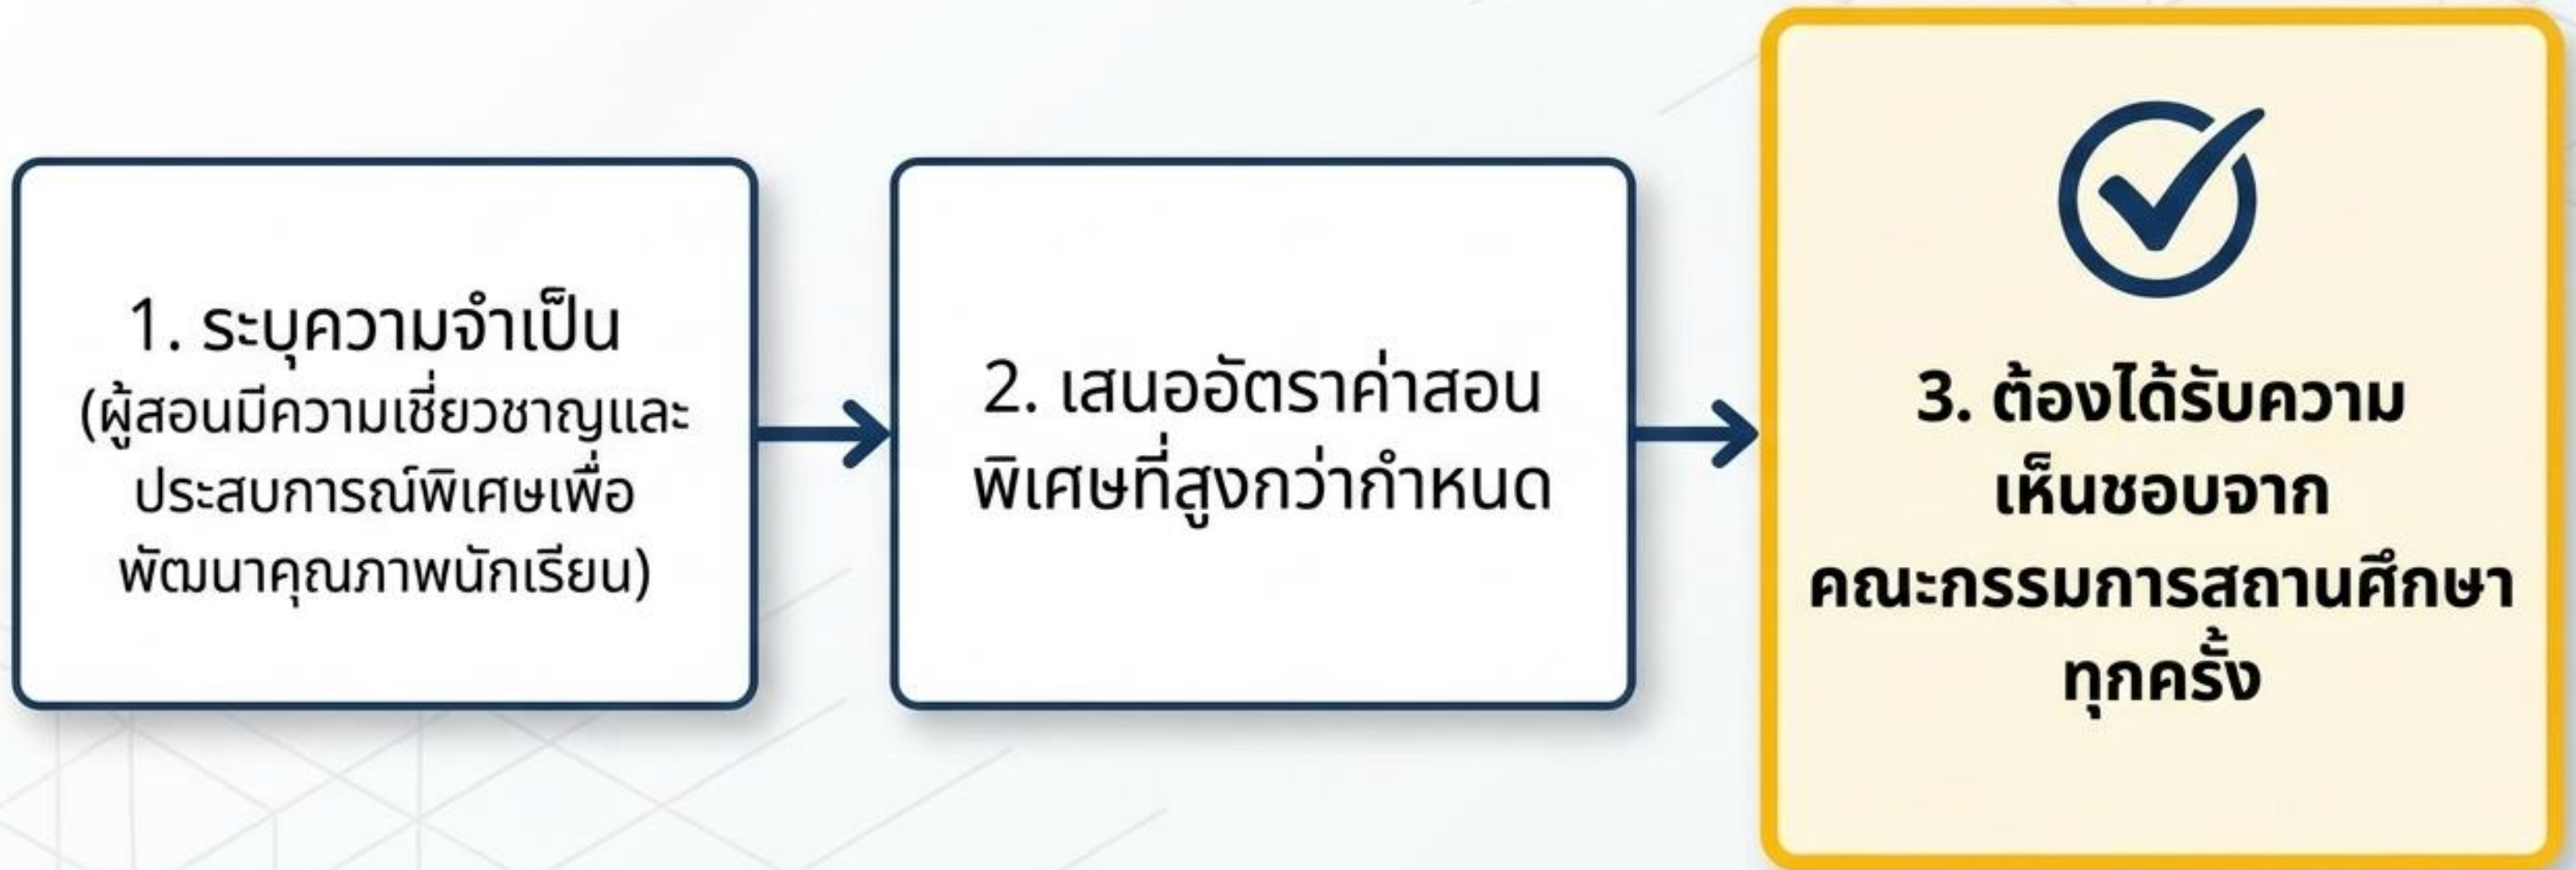 1. ระบุความจำเป็น
(ผู้สอนมีความเชี่ยวชาญและ
ประสบการณ์พิเศษเพื่อ
พัฒนาคุณภาพนักเรียน)
2. เสนออัตราค่าสอน
พิเศษที่สูงกว่ากำหนด
3. ต้องได้รับความ
เห็นชอบจาก
คณะกรรมการสถานศึกษา
ทุกครั้ง